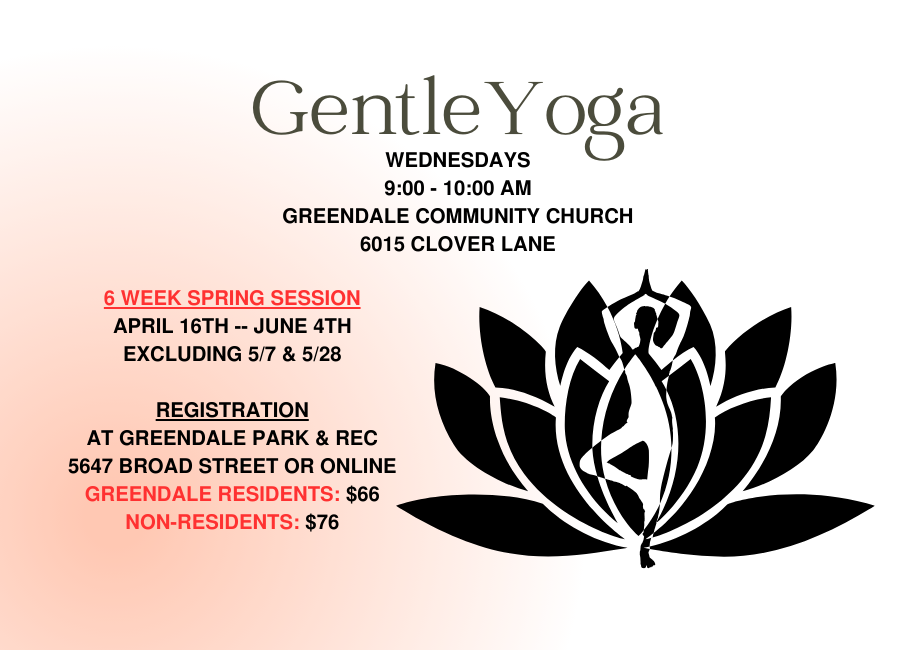 Gentle Yoga
WEDNESDAYS
9:00 - 10:00 AM
GREENDALE COMMUNITY CHURCH
6015 CLOVER LANE
6 WEEK SPRING SESSION
APRIL 16TH -- JUNE 4TH
EXCLUDING 5/7 & 5/28
REGISTRATION
AT GREENDALE PARK & REC
5647 BROAD STREET OR ONLINE
GREENDALE RESIDENTS: $66
NON-RESIDENTS: $76